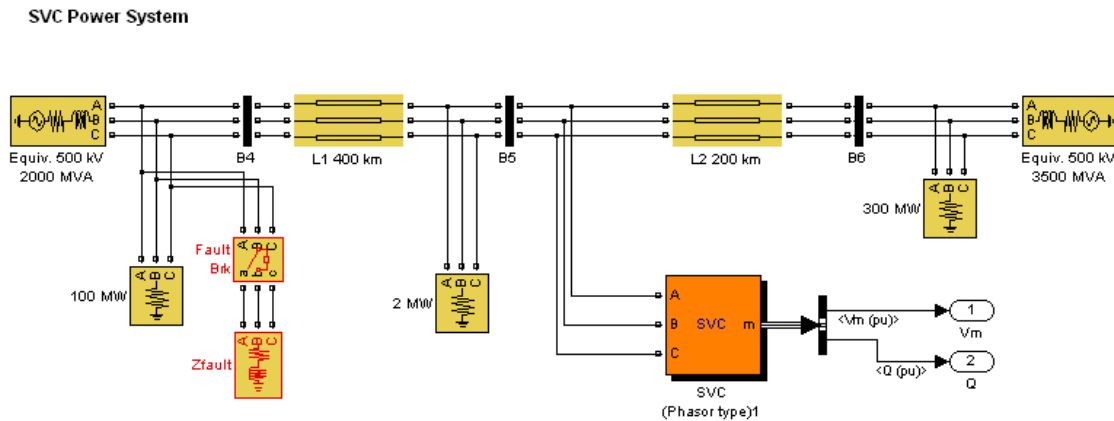 SVC Power System
A
B
C
Equiv. 500 kV
2000 MVA
B4
L1 400 km
B5
L2 200 km
B6
A
B
C
Equiv. 500 kV
3500 MVA
A B C
100 MW
Fault
Brk
A B C
a b c
Zfault
A B C
2 MW
A B C
300 MW
A B C
A
B
C
SVC
m
SVC
(Phasor type)1
<Vm (pu)>
1
Vm
<Q (pu)>
2
Q